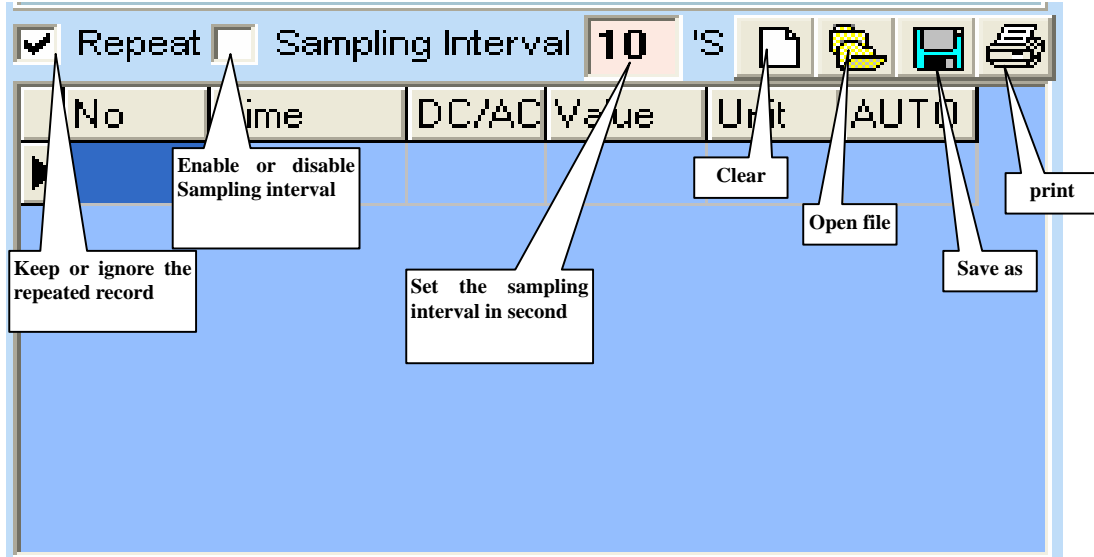 Repeat Sampling Interval 10 'S
No Time DC/AC Value Unit AUTO
Enable or disable
Sampling interval
Clear
print
Open file
Keep or ignore the
repeated record
Set the sampling
interval in second
Save as